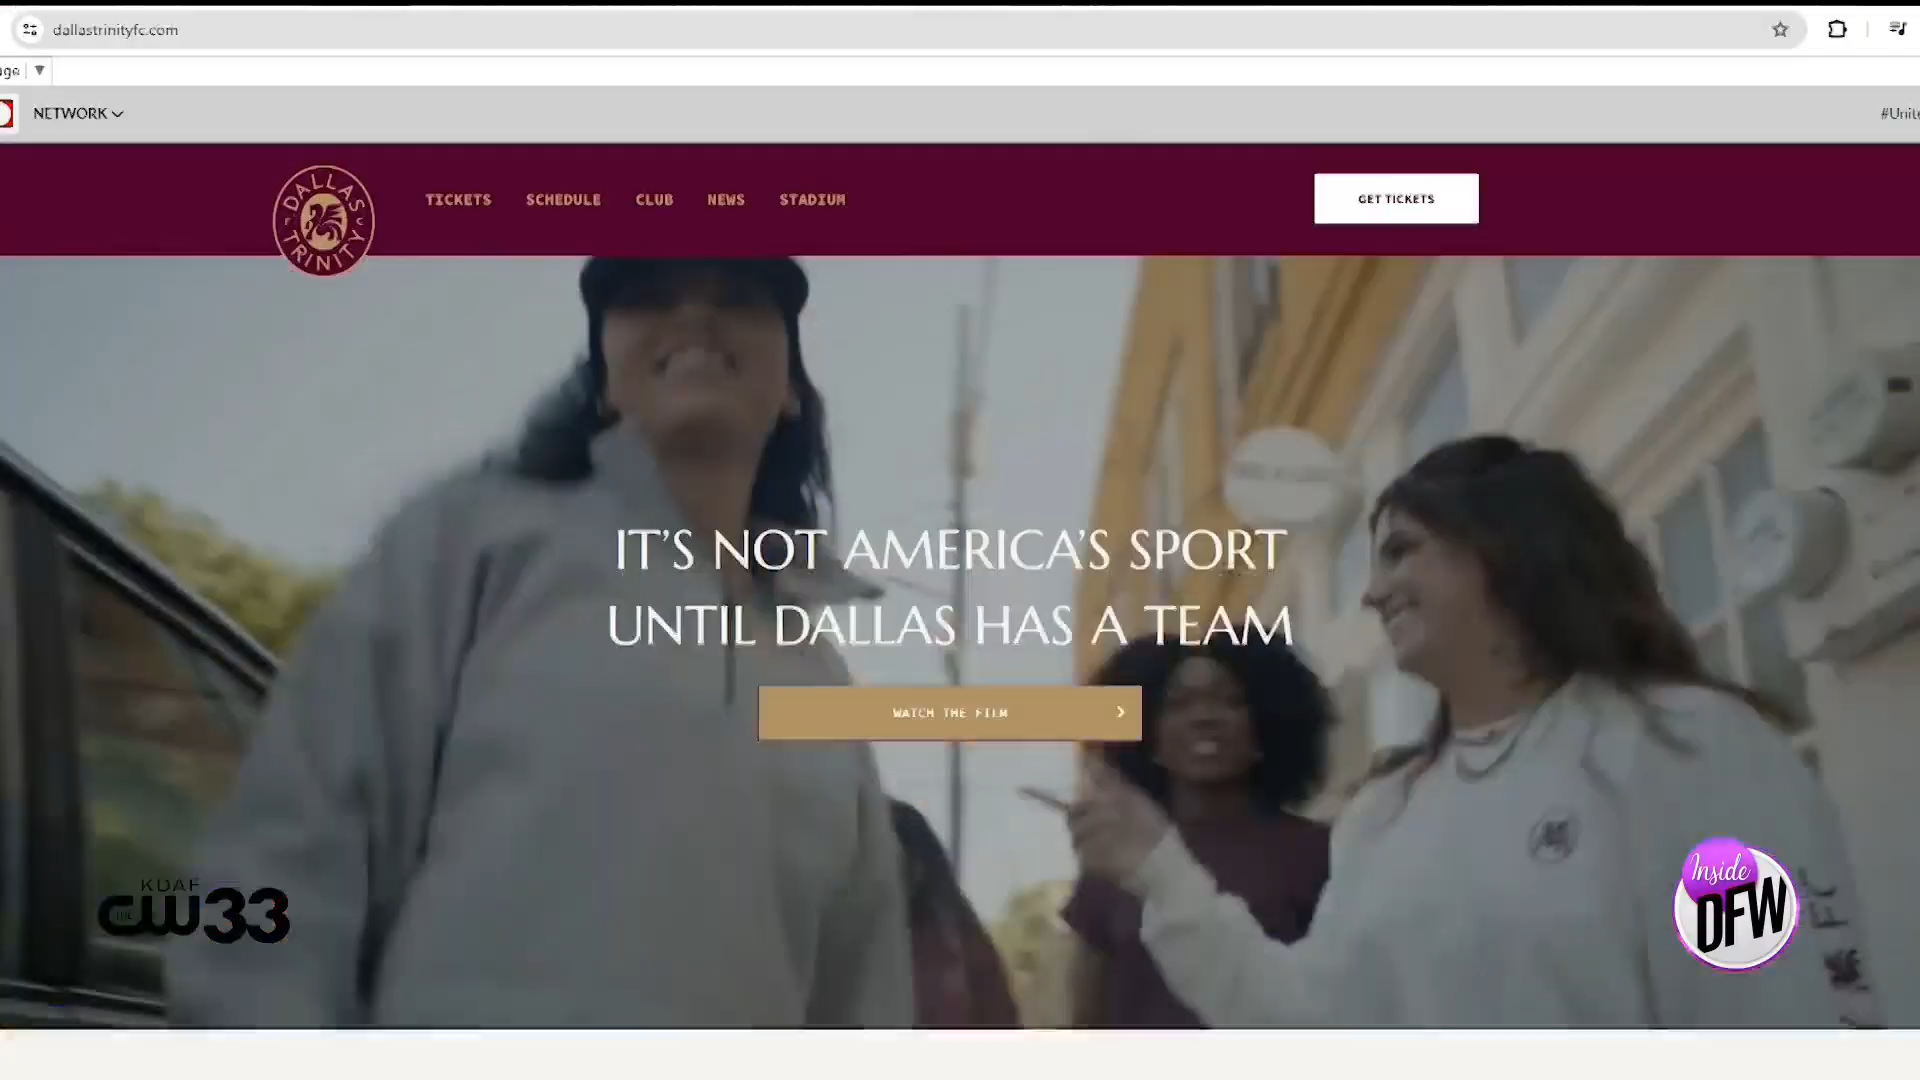 dallastrinityfc.com
NETWORK
DALLAS
TRINITY
TICKETS SCHEDULE CLUB NEWS STADIUM
GET TICKETS
IT'S NOT AMERICA'S SPORT
UNTIL DALLAS HAS A TEAM
WATCH THE FILM
KDAF
THE CW33
Inside
DFW